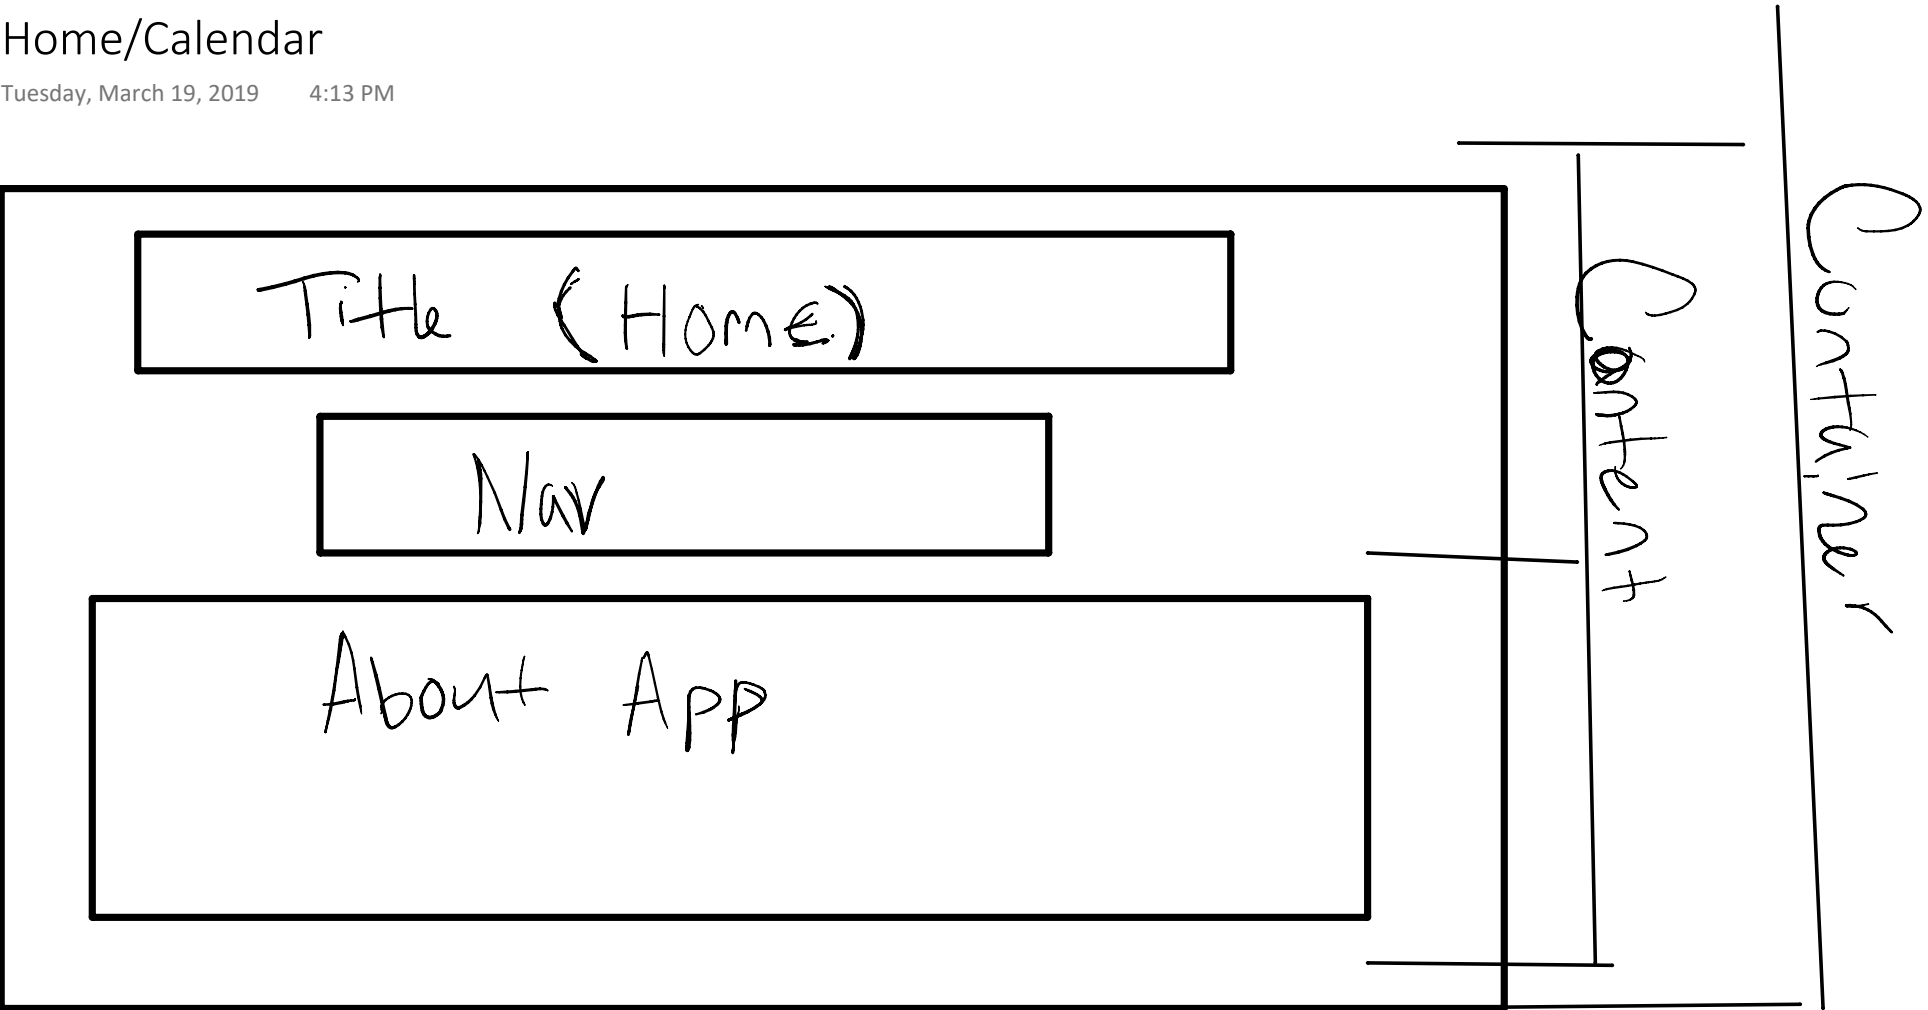 Home/Calendar
Tuesday, March 19, 2019 4:13 PM
Title (Home)
Nav
About App
Content
Container